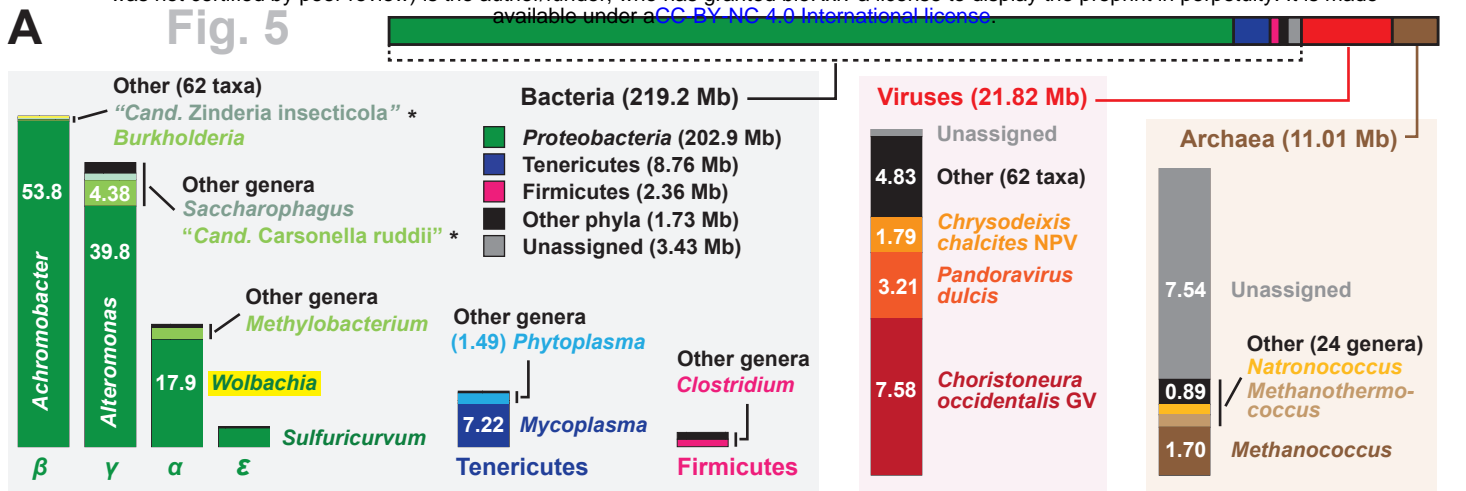 was not certified by peer review) is the author/funder, who has granted bioRxiv a license to display the preprint in perpetuity. It is made
available under aCC-BY-NC 4.0 International license.
A Fig. 5
Other (62 taxa)
“Cand. Zinderia insecticola” *
Burkholderia
53.8
Achromobacter
β
4.38
39.8
Alteromonas
γ
Other genera
Saccharophagus
“Cand. Carsonella ruddii” *
Other genera
Methylobacterium
17.9
Wolbachia
α
Sulfuricurvum
ε
Bacteria (219.2 Mb)
Proteobacteria (202.9 Mb)
Tenericutes (8.76 Mb)
Firmicutes (2.36 Mb)
Other phyla (1.73 Mb)
Unassigned (3.43 Mb)
Other genera
(1.49) Phytoplasma
7.22
Mycoplasma
Tenericutes
Other genera
Clostridium
Firmicutes
Viruses (21.82 Mb)
Unassigned
4.83
Other (62 taxa)
1.79
Chrysodeixis
chalcites NPV
3.21
Pandoravirus
dulcis
7.58
Choristoneura
occidentalis GV
Archaea (11.01 Mb)
7.54
Unassigned
0.89
Other (24 genera)
Natronococcus
Methanothermo-
coccus
1.70
Methanococcus